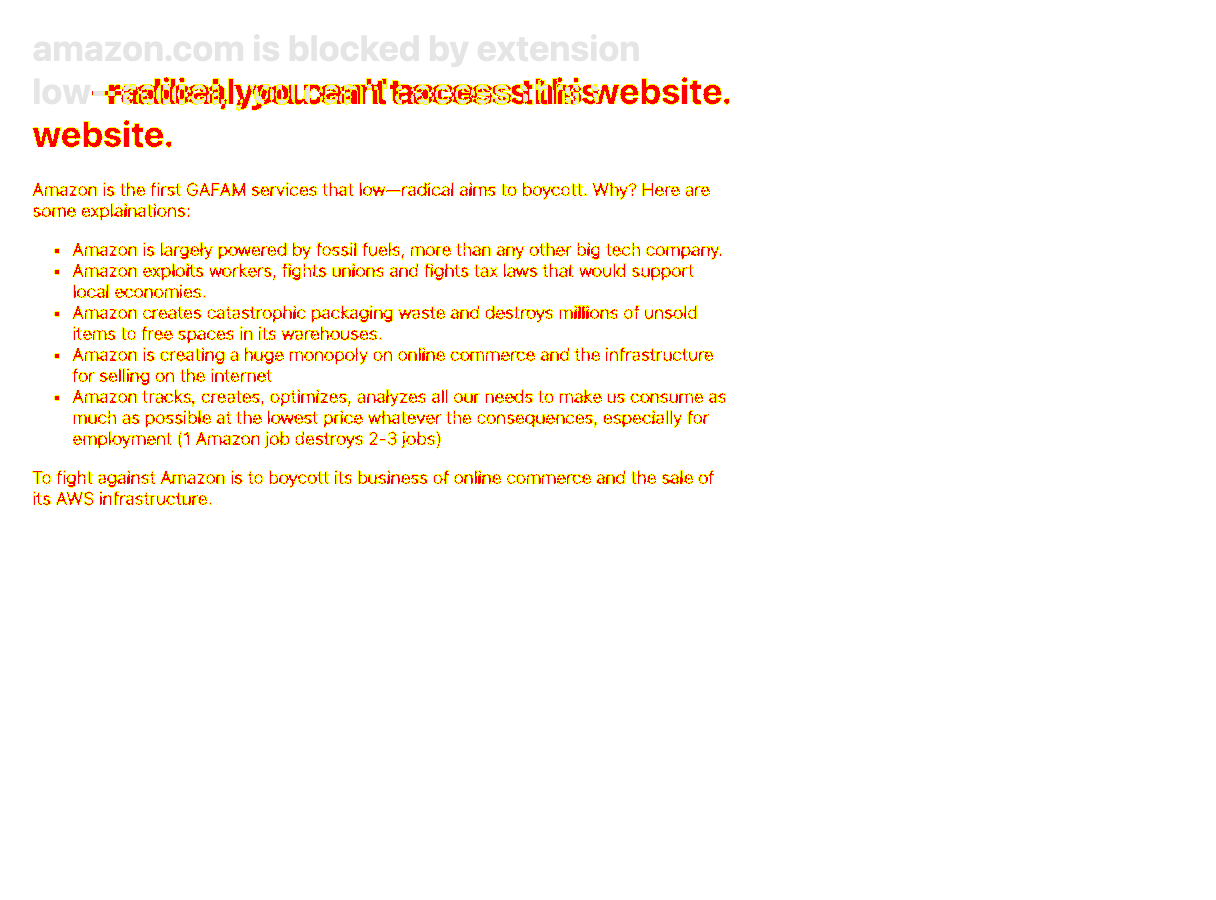 amazon.com is blocked by extension
low—radical, you can't access this website.
website.
Amazon is the first GAFAM services that low—radical aims to boycott. Why? Here are
some explainations:
• Amazon is largely powered by fossil fuels, more than any other big tech company.
• Amazon exploits workers, fights unions and fights tax laws that would support
local economies.
• Amazon creates catastrophic packaging waste and destroys millions of unsold
items to free spaces in its warehouses.
• Amazon is creating a huge monopoly on online commerce and the infrastructure
for selling on the internet
• Amazon tracks, creates, optimizes, analyzes all our needs to make us consume as
much as possible at the lowest price whatever the consequences, especially for
employment (1 Amazon job destroys 2-3 jobs)
To fight against Amazon is to boycott its business of online commerce and the sale of
its AWS infrastructure.